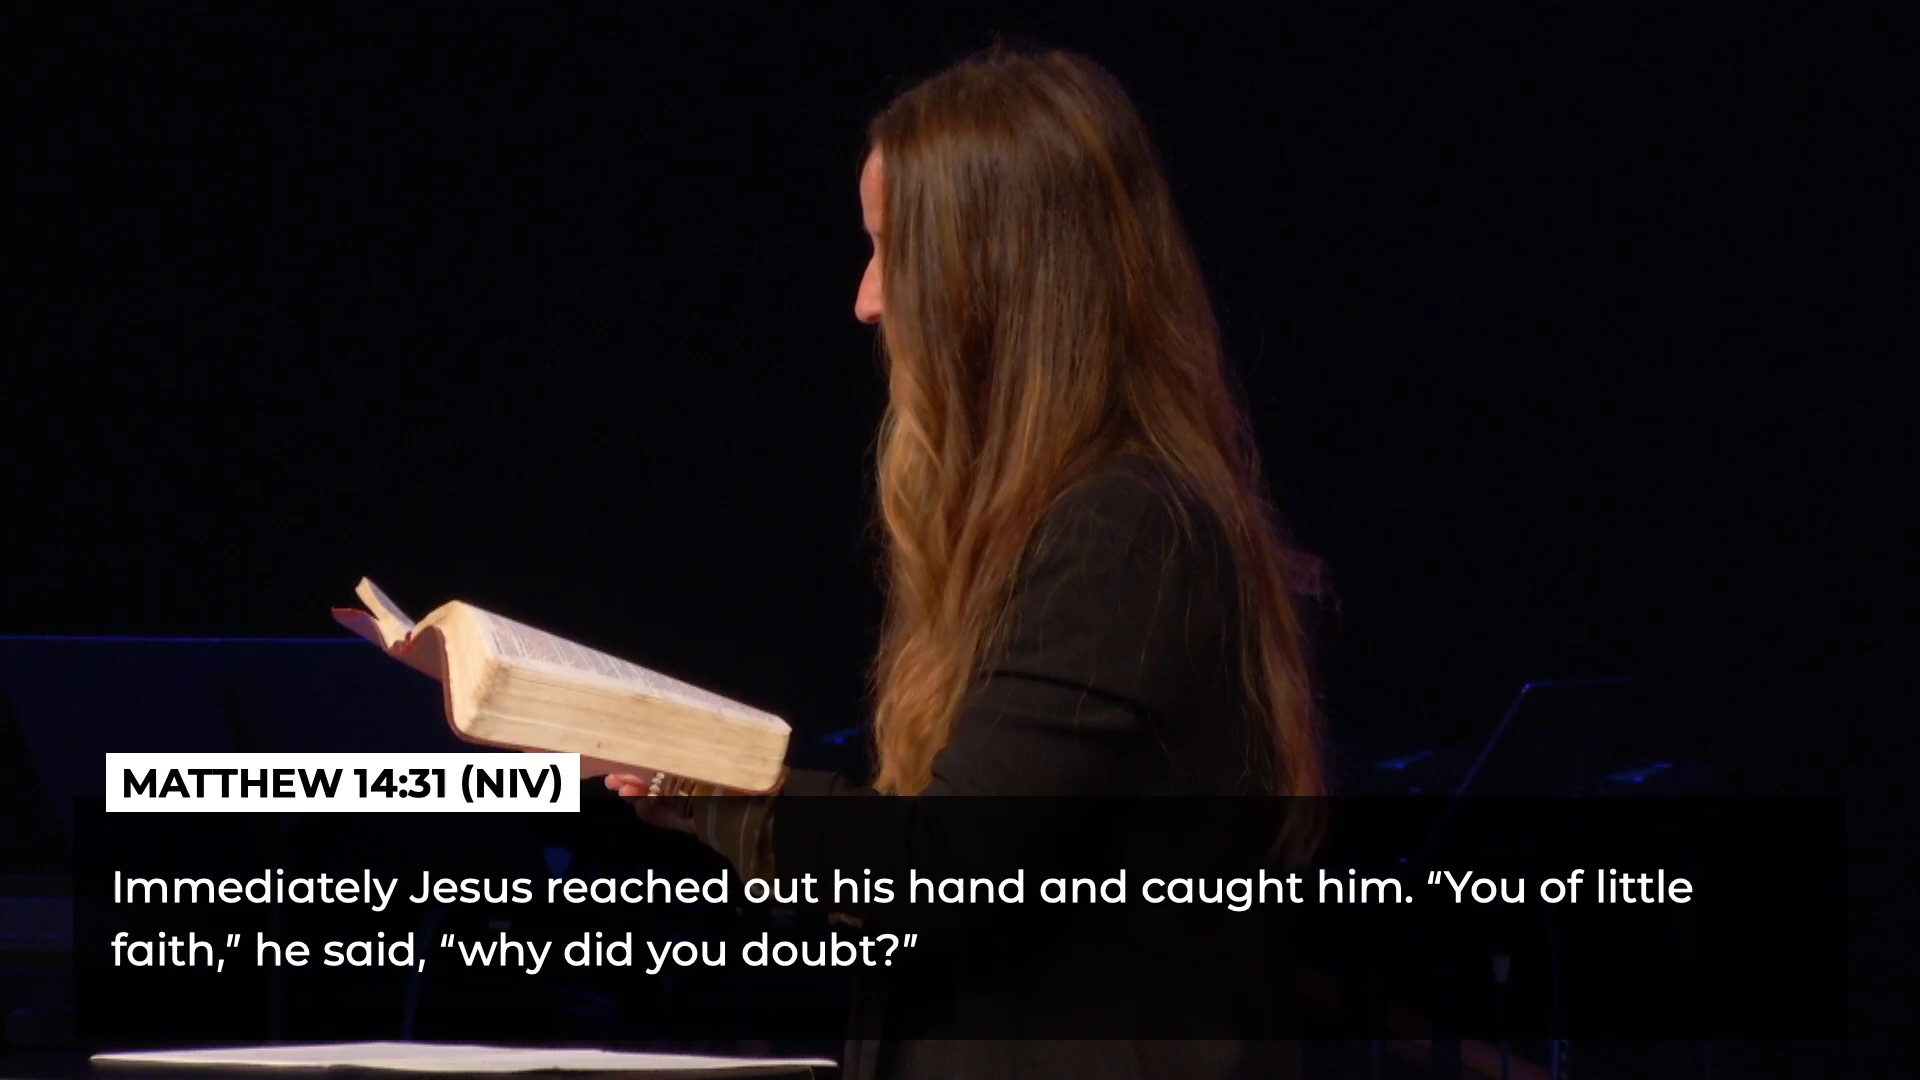 MATTHEW 14:31 (NIV)
Immediately Jesus reached out his hand and caught him. “You of little
faith,” he said, “why did you doubt?”